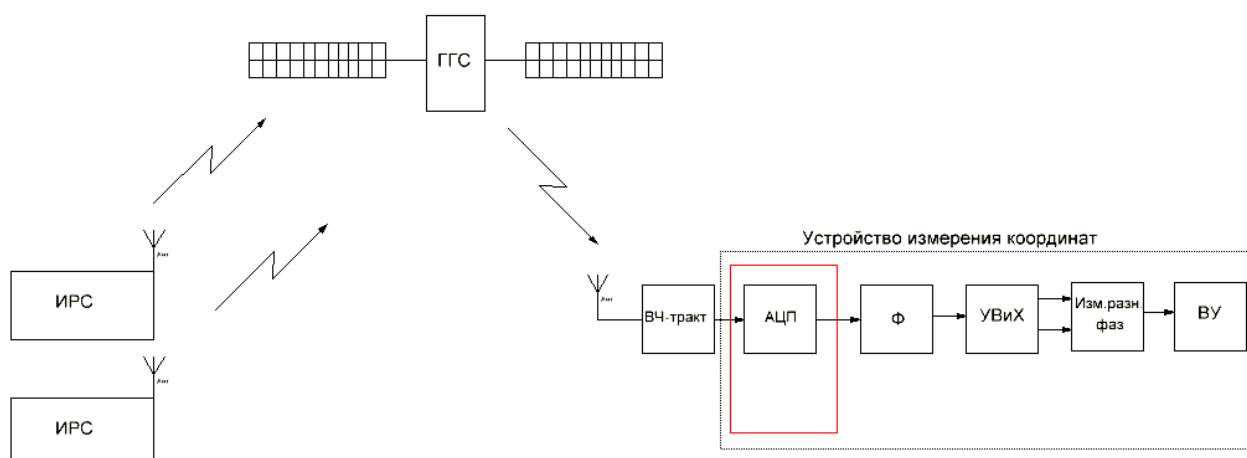 ГГС
Устройство измерения координат
ИРС
ВЧ-тракт
АЦП
Ф
УВиХ
Изм.разн.
фаз
ВУ
ИРС